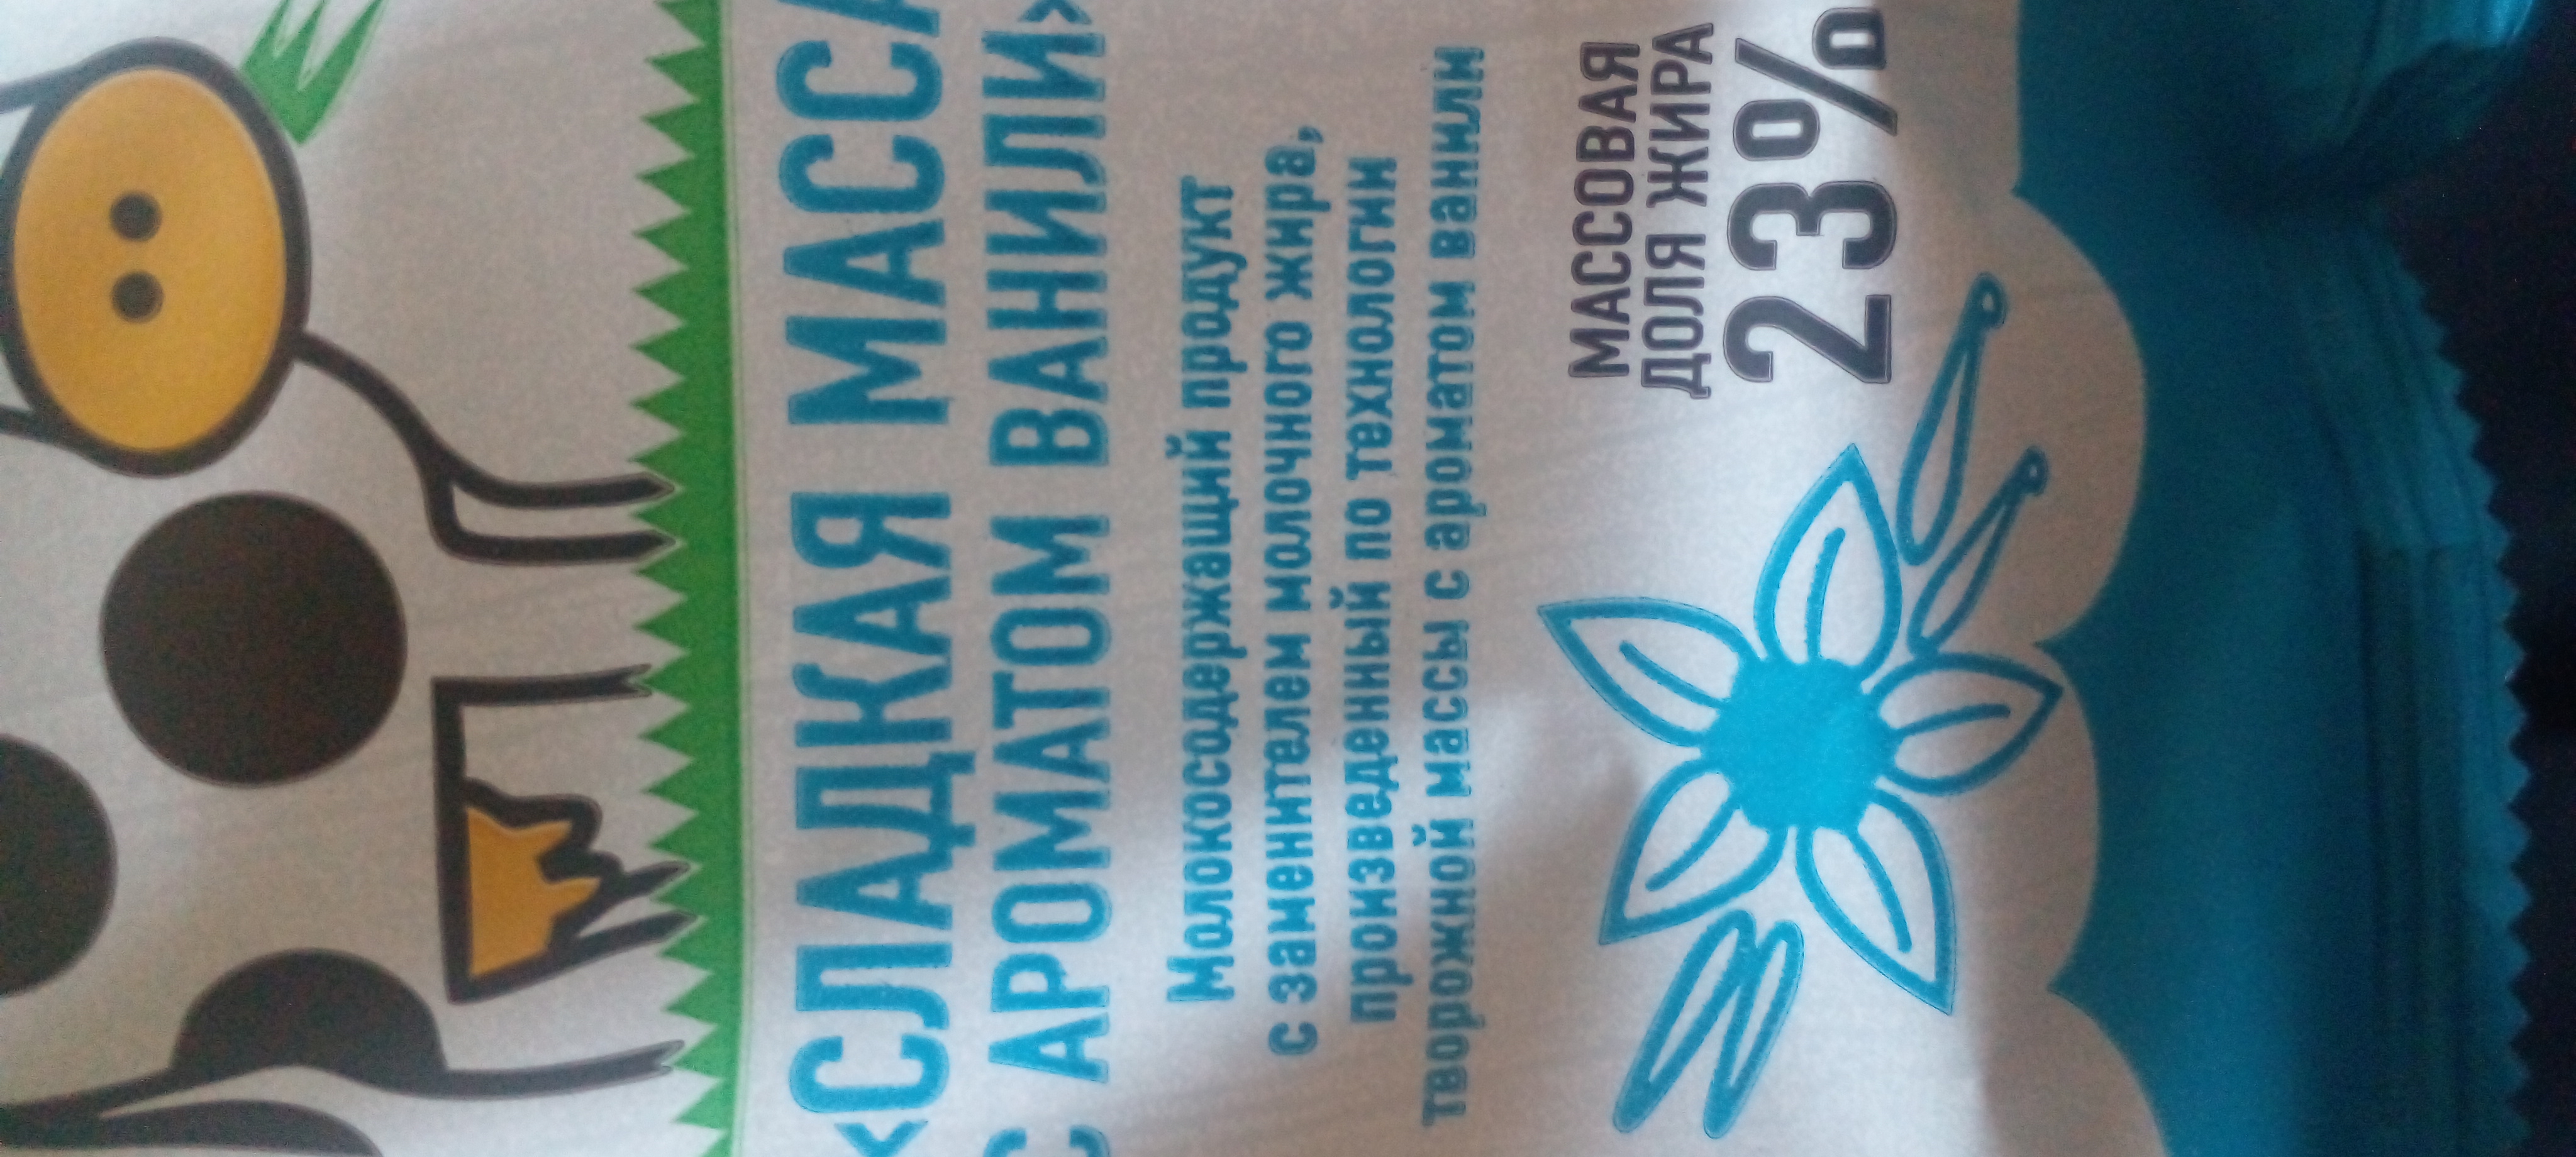 «СЛАДКАЯ МАССА
С АРОМАТОМ ВАНИЛИ»
Молокосодержащий продукт
с заменителем молочного жира,
произведенный по технологии
творожной массы с ароматом ванили
МАССОВАЯ
ДОЛЯ ЖИРА
23%